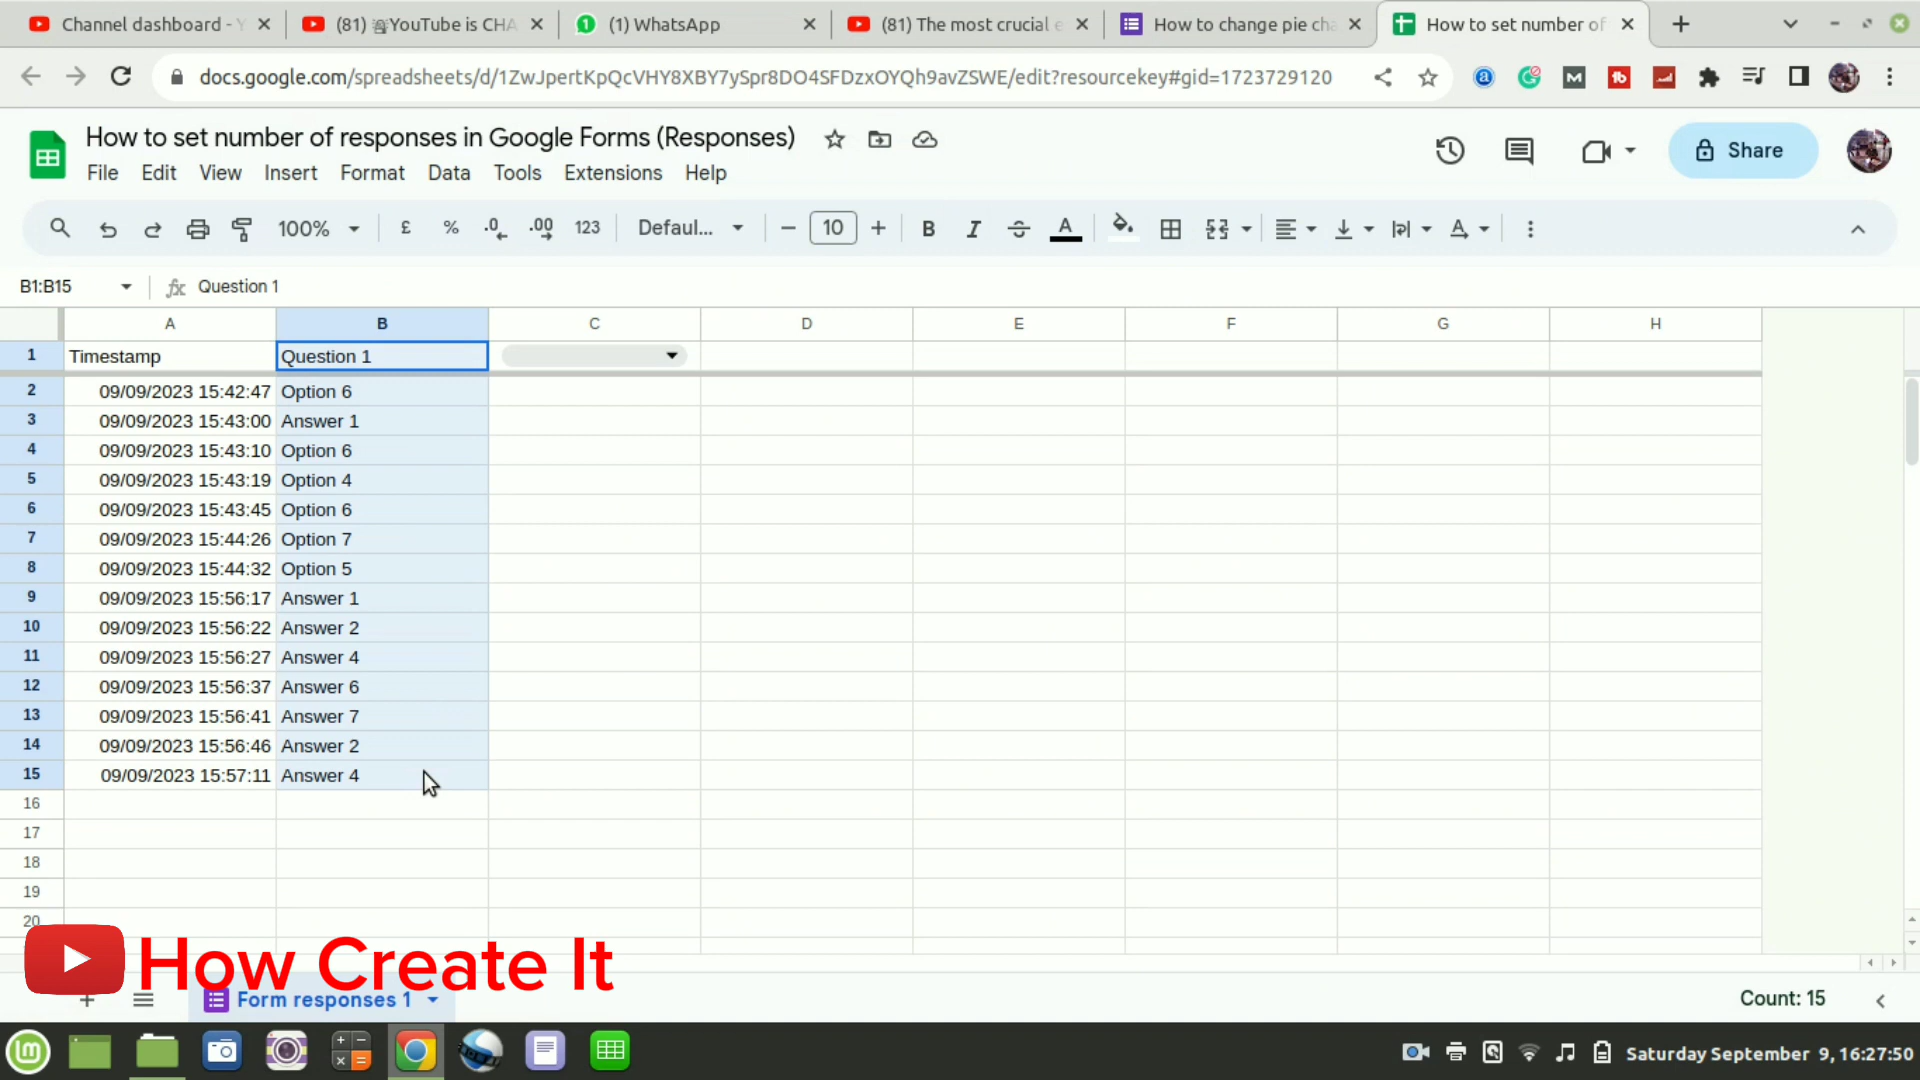 Channel dashboard - Y
(81) 🚨YouTube is CHA
(1) WhatsApp
(81) The most crucial e
How to change pie cha
How to set number of
docs.google.com/spreadsheets/d/1ZwJpertKpQcVHY8XBY7ySpr8DO4SFDzxOYQh9avZSWE/edit?resourcekey#gid=1723729120
How to set number of responses in Google Forms (Responses)
File Edit View Insert Format Data Tools Extensions Help
Share
100% £ % .0 .00 123 Defaul... 10 B I A
B1:B15 fx Question 1
A B C D E F G H
1 Timestamp Question 1
2 09/09/2023 15:42:47 Option 6
3 09/09/2023 15:43:00 Answer 1
4 09/09/2023 15:43:10 Option 6
5 09/09/2023 15:43:19 Option 4
6 09/09/2023 15:43:45 Option 6
7 09/09/2023 15:44:26 Option 7
8 09/09/2023 15:44:32 Option 5
9 09/09/2023 15:56:17 Answer 1
10 09/09/2023 15:56:22 Answer 2
11 09/09/2023 15:56:27 Answer 4
12 09/09/2023 15:56:37 Answer 6
13 09/09/2023 15:56:41 Answer 7
14 09/09/2023 15:56:46 Answer 2
15 09/09/2023 15:57:11 Answer 4
16
17
18
19
20
How Create It
Form responses 1
Count: 15
Saturday September 9, 16:27:50